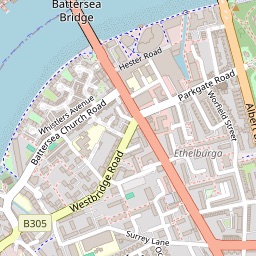 Battersea
Bridge
Hester Road
Parkgate Road
Whistlers Avenue
Worfield Street
Battersea Church Road
Albert
Ethelburga
Westbridge Road
B305
Surrey Lane